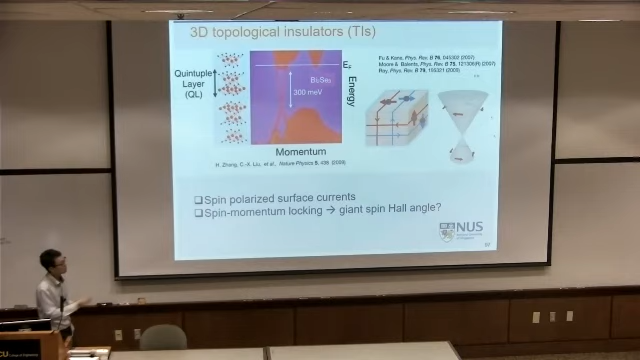 3D topological insulators (TIs)
Quintuple
Layer
(QL)
E_F
Bi₂Se₃
300 meV
Energy
Momentum
Fu & Kane, Phys. Rev. B 76, 045302 (2007)
Moore & Balents, Phys. Rev. B 75, 121306(R) (2007)
Roy, Phys. Rev. B 79, 195321 (2009)
H. Zhang, C.-X. Liu, et al., Nature Physics 5, 438 (2009)
❑Spin polarized surface currents
❑Spin-momentum locking → giant spin Hall angle?
NUS